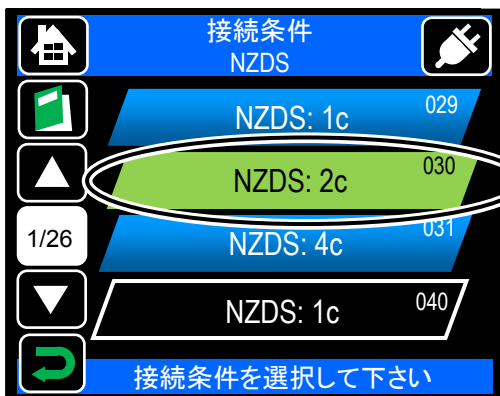 接続条件
NZDS
NZDS: 1c 029
NZDS: 2c 030
1/26
NZDS: 4c 031
NZDS: 1c 040
接続条件を選択して下さい